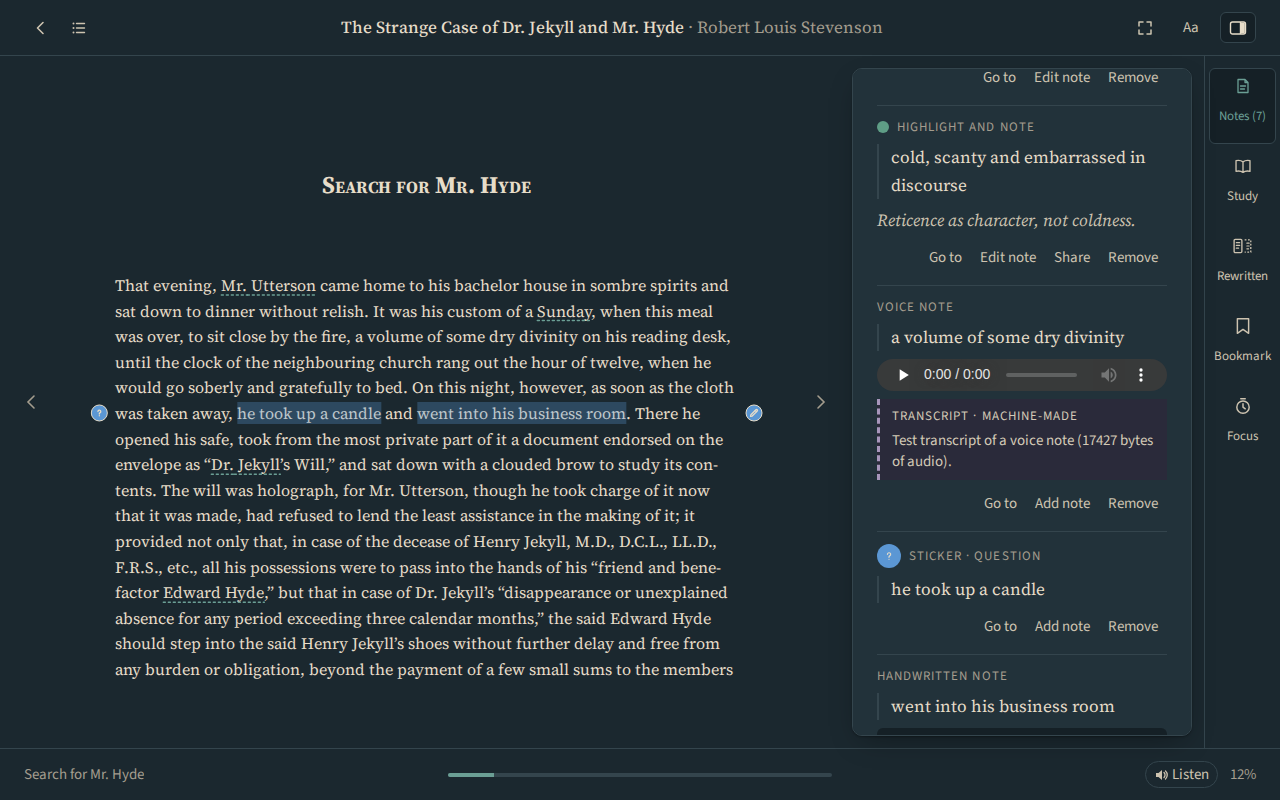 The Strange Case of Dr. Jekyll and Mr. Hyde · Robert Louis Stevenson
Aa
Search for Mr. Hyde
That evening, Mr. Utterson came home to his bachelor house in sombre spirits and
sat down to dinner without relish. It was his custom of a Sunday, when this meal
was over, to sit close by the fire, a volume of some dry divinity on his reading desk,
until the clock of the neighbouring church rang out the hour of twelve, when he
would go soberly and gratefully to bed. On this night, however, as soon as the cloth
? was taken away, he took up a candle and went into his business room. There he
opened his safe, took from the most private part of it a document endorsed on the
envelope as “Dr. Jekyll’s Will,” and sat down with a clouded brow to study its con-
tents. The will was holograph, for Mr. Utterson, though he took charge of it now
that it was made, had refused to lend the least assistance in the making of it; it
provided not only that, in case of the decease of Henry Jekyll, M.D., D.C.L., LL.D.,
F.R.S., etc., all his possessions were to pass into the hands of his “friend and bene-
factor Edward Hyde,” but that in case of Dr. Jekyll’s “disappearance or unexplained
absence for any period exceeding three calendar months,” the said Edward Hyde
should step into the said Henry Jekyll’s shoes without further delay and free from
any burden or obligation, beyond the payment of a few small sums to the members
Go to Edit note Remove
HIGHLIGHT AND NOTE
cold, scanty and embarrassed in
discourse
Reticence as character, not coldness.
Go to Edit note Share Remove
VOICE NOTE
a volume of some dry divinity
0:00 / 0:00
TRANSCRIPT · MACHINE-MADE
Test transcript of a voice note (17427 bytes
of audio).
Go to Add note Remove
? STICKER · QUESTION
he took up a candle
Go to Add note Remove
HANDWRITTEN NOTE
went into his business room
Notes (7)
Study
Rewritten
Bookmark
Focus
Search for Mr. Hyde
Listen 12%